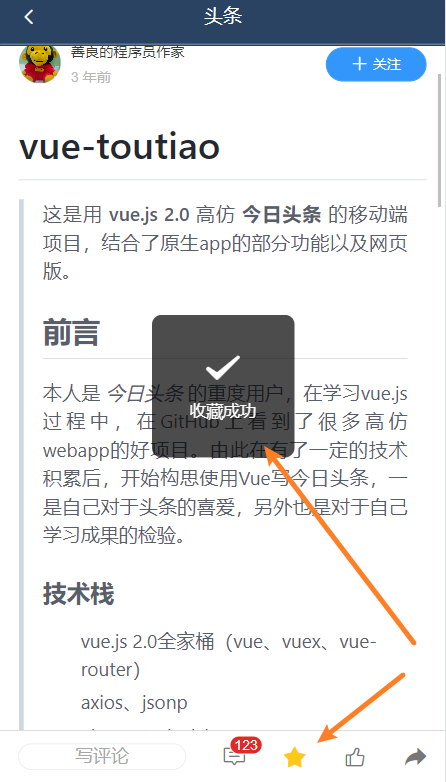 头条
善良的程序员作家
3 年前
关注
vue-toutiao
这是用 vue.js 2.0 高仿 今日头条 的移动端
项目，结合了原生app的部分功能以及网页
版。
前言
收藏成功
本人是 今日头条 的重度用户，在学习vue.js
过程中，在GitHub上看到了很多高仿
webapp的好项目。由此在有了一定的技术
积累后，开始构思使用Vue写今日头条，一
是自己对于头条的喜爱，另外也是对于自己
学习成果的检验。
技术栈
vue.js 2.0全家桶（vue、vuex、vue-
router）
axios、jsonp
写评论
123